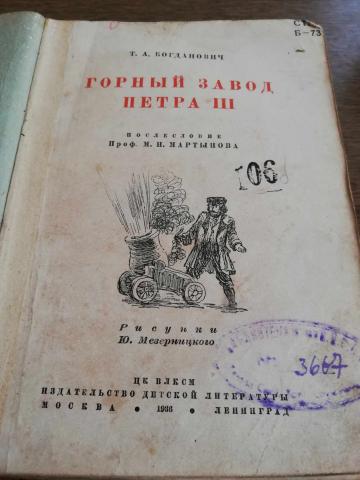 Б-73
Т. А. БОГДАНОВИЧ
ГОРНЫЙ ЗАВОД
ПЕТРА III
ПОСЛЕСЛОВИЕ
Проф. М. Н. МАРТЫНОВА
106
Рисунки
Ю. Мезерницкого
3667
ЦК ВЛКСМ
ИЗДАТЕЛЬСТВО ДЕТСКОЙ ЛИТЕРАТУРЫ
МОСКВА • 1936 • ЛЕНИНГРАД